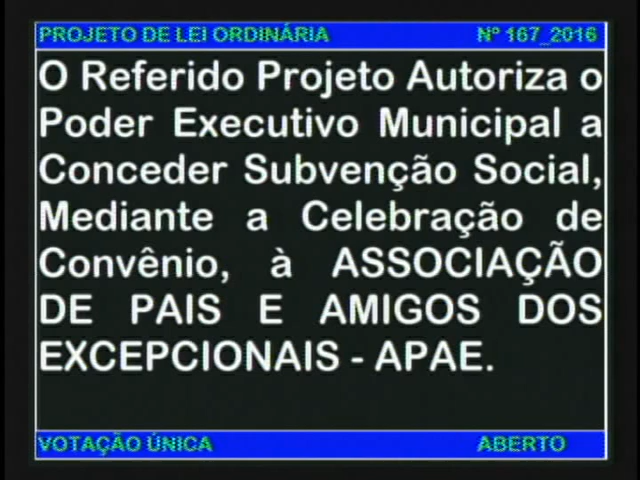 PROJETO DE LEI ORDINÁRIA Nº 167_2016
O Referido Projeto Autoriza o
Poder Executivo Municipal a
Conceder Subvenção Social,
Mediante a Celebração de
Convênio, à ASSOCIAÇÃO
DE PAIS E AMIGOS DOS
EXCEPCIONAIS - APAE.
VOTAÇÃO ÚNICA ABERTO